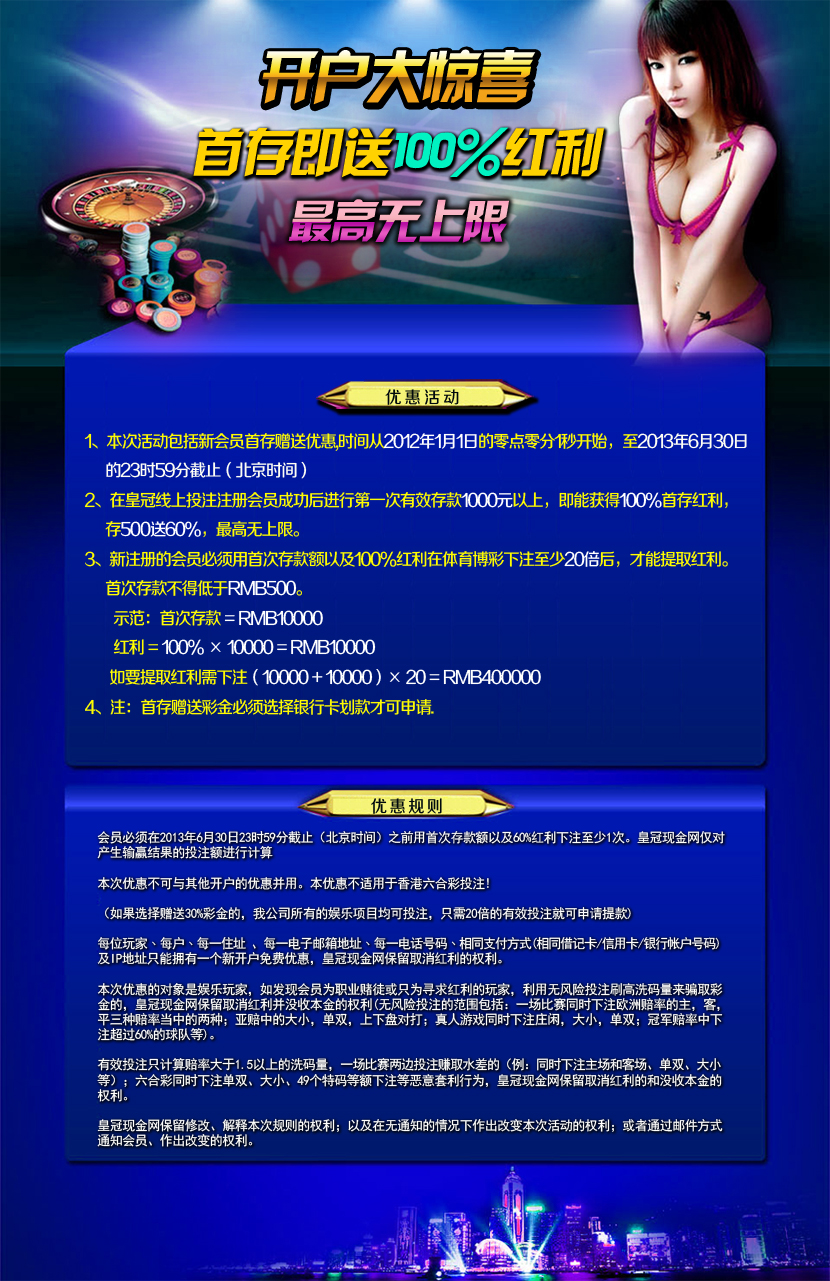 开户大惊喜
首存即送100%红利
最高无上限
优惠活动
1、本次活动包括新会员首存赠送优惠,时间从2012年1月1日的零点零分1秒开始，至2013年6月30日
的23时59分截止（北京时间）
2、在皇冠线上投注注册会员成功后进行第一次有效存款1000元以上，即能获得100%首存红利，
存500送60%，最高无上限。
3、新注册的会员必须用首次存款额以及100%红利在体育博彩下注至少20倍后，才能提取红利。
首次存款不得低于RMB500。
示范：首次存款 = RMB10000
红利 = 100% × 10000 = RMB10000
如要提取红利需下注（10000 + 10000）× 20 = RMB400000
4、注：首存赠送彩金必须选择银行卡划款才可申请.
优惠规则
会员必须在2013年6月30日23时59分截止（北京时间）之前用首次存款额以及60%红利下注至少1次。皇冠现金网仅对
产生输赢结果的投注额进行计算
本次优惠不可与其他开户的优惠并用。本优惠不适用于香港六合彩投注！
（如果选择赠送30%彩金的，我公司所有的娱乐项目均可投注，只需20倍的有效投注就可申请提款)
每位玩家、每户、每一住址 、每一电子邮箱地址、每一电话号码、相同支付方式(相同借记卡/信用卡/银行帐户号码)
及IP地址只能拥有一个新开户免费优惠，皇冠现金网保留取消红利的权利。
本次优惠的对象是娱乐玩家，如发现会员为职业赌徒或只为寻求红利的玩家，利用无风险投注刷高洗码量来骗取彩
金的，皇冠现金网保留取消红利并没收本金的权利(无风险投注的范围包括：一场比赛同时下注欧洲赔率的主，客，
平三种赔率当中的两种；亚赔中的大小，单双，上下盘对打；真人游戏同时下注庄闲，大小，单双；冠军赔率中下
注超过60%的球队等)。
有效投注只计算赔率大于1.5以上的洗码量，一场比赛两边投注赚取水差的（例：同时下注主场和客场、单双、大小
等）；六合彩同时下注单双、大小、49个特码等额下注等恶意套利行为，皇冠现金网保留取消红利的和没收本金的
权利。
皇冠现金网保留修改、解释本次规则的权利；以及在无通知的情况下作出改变本次活动的权利；或者通过邮件方式
通知会员、作出改变的权利。